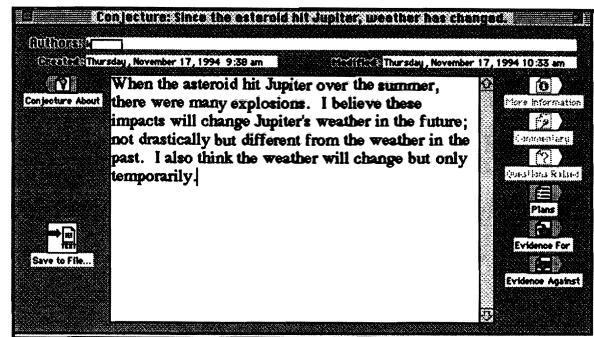 Conjecture: Since the asteroid hit Jupiter, weather has changed.
Authors:
Created: Thursday, November 17, 1994 9:38 am Modified: Thursday, November 17, 1994 10:33 am
Conjecture About
When the asteroid hit Jupiter over the summer,
there were many explosions. I believe these
impacts will change Jupiter's weather in the future;
not drastically but different from the weather in the
past. I also think the weather will change but only
temporarily.
Save to File...
TEXT
More Information
Commentary
Questions Raised
Plans
Evidence For
Evidence Against